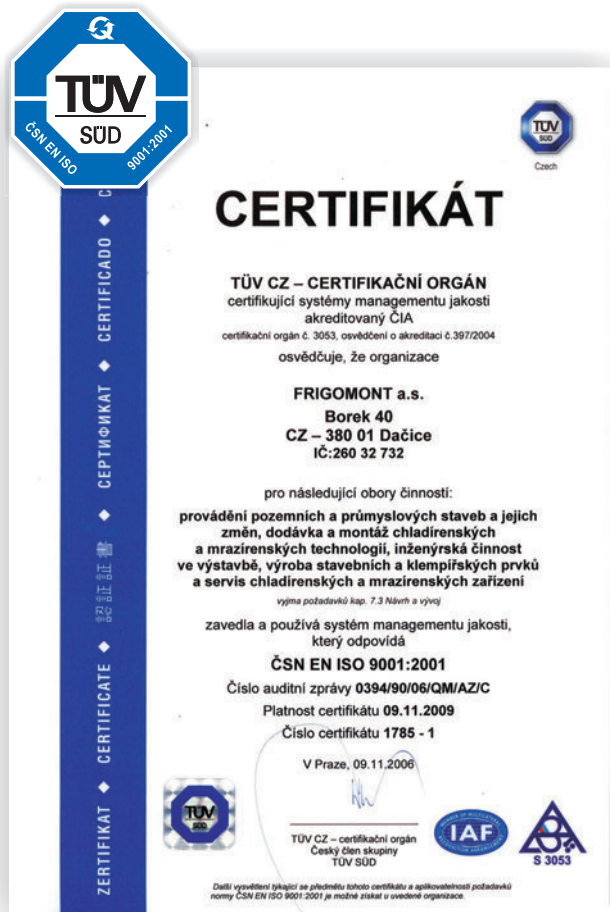 TÜV
SÜD
ČSN EN ISO 9001:2001
TÜV
SÜD
Czech
CERTIFIKÁT
TÜV CZ – CERTIFIKAČNÍ ORGÁN
certifikující systémy managementu jakosti
akreditovaný ČIA
certifikační orgán č. 3053, osvědčení o akreditaci č.397/2004
osvědčuje, že organizace
FRIGOMONT a.s.
Borek 40
CZ – 380 01 Dačice
IČ:260 32 732
pro následující obory činností:
provádění pozemních a průmyslových staveb a jejich
změn, dodávka a montáž chladírenských
a mrazírenských technologií, inženýrská činnost
ve výstavbě, výroba stavebních a klempířských prvků
a servis chladírenských a mrazírenských zařízení
vyjma požadavků kap. 7.3 Návrh a vývoj
zavedla a používá systém managementu jakosti,
který odpovídá
ČSN EN ISO 9001:2001
Číslo auditní zprávy 0394/90/06/QM/AZ/C
Platnost certifikátu 09.11.2009
Číslo certifikátu 1785 - 1
V Praze, 09.11.2006
TÜV CZ – certifikační orgán
Český člen skupiny
TÜV SÜD
TÜV
SÜD
IAF
S 3053
Další vysvětlení týkající se předmětu tohoto certifikátu a aplikovatelnosti požadavků
normy ČSN EN ISO 9001:2001 je možné získat u uvedené organizace.
ZERTIFIKAT ◆ CERTIFICATE ◆ 認証証書 ◆ СЕРТИФИКАТ ◆ CERTIFICADO ◆ C